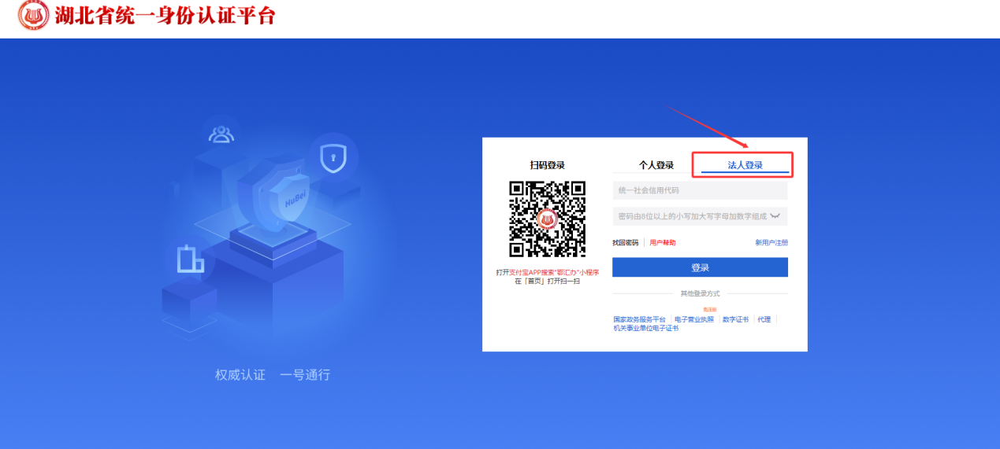 湖北省统一身份认证平台
HuBei
权威认证 一号通行
扫码登录
打开支付宝APP搜索"鄂汇办"小程序
在「首页」打开扫一扫
个人登录 法人登录
统一社会信用代码
密码由8位以上的小写加大写字母加数字组成
找回密码 用户帮助 新用户注册
登录
其他登录方式
免注册
国家政务服务平台 电子营业执照 数字证书 代理
机关事业单位电子证书